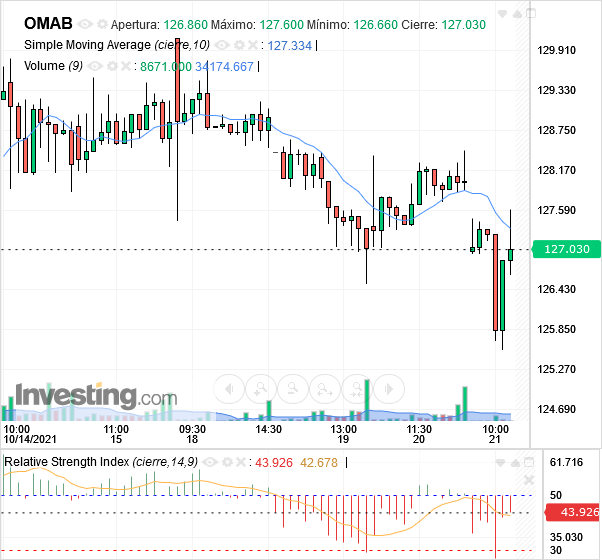 OMAB Apertura: 126.860 Máximo: 127.600 Mínimo: 126.660 Cierre: 127.030
Simple Moving Average (cierre,10) : 127.334
Volume (9) : 8671.000 34174.667
129.910
129.330
128.750
128.170
127.590
127.030
126.430
125.850
125.270
124.690
Investing.com
10:00 11:00 09:30 14:30 13:00 11:30 10:00
10/14/2021 15 18 19 20 21
Relative Strength Index (cierre,14,9) : 43.926 42.678
61.716
50
43.926
35.030
30